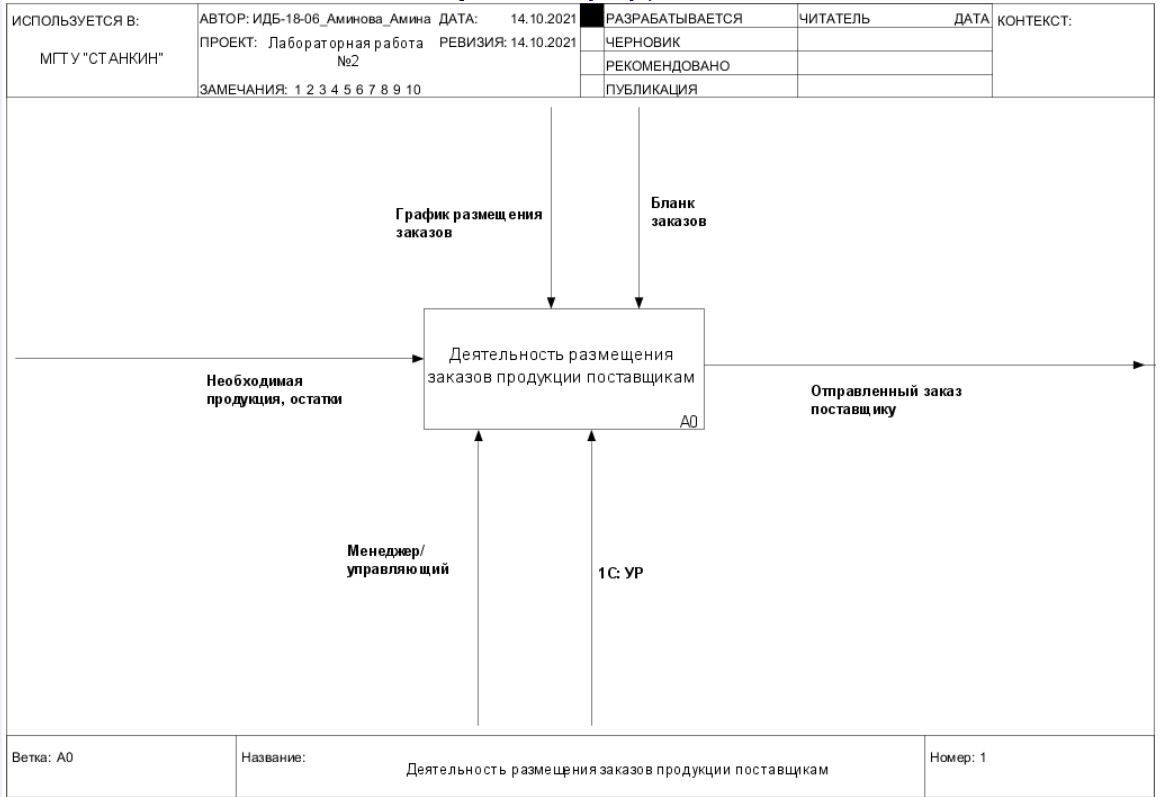 ИСПОЛЬЗУЕТСЯ В:
МГТУ "СТАНКИН"
АВТОР: ИДБ-18-06_Аминова_Амина ДАТА: 14.10.2021
ПРОЕКТ: Лабораторная работа РЕВИЗИЯ: 14.10.2021
№2
ЗАМЕЧАНИЯ: 1 2 3 4 5 6 7 8 9 10
РАЗРАБАТЫВАЕТСЯ
ЧЕРНОВИК
РЕКОМЕНДОВАНО
ПУБЛИКАЦИЯ
ЧИТАТЕЛЬ ДАТА
КОНТЕКСТ:
График размещения
заказов
Бланк
заказов
Деятельность размещения
заказов продукции поставщикам
A0
Необходимая
продукция, остатки
Отправленный заказ
поставщику
Менеджер/
управляющий
1С: УР
Ветка: A0
Название:
Деятельность размещения заказов продукции поставщикам
Номер: 1